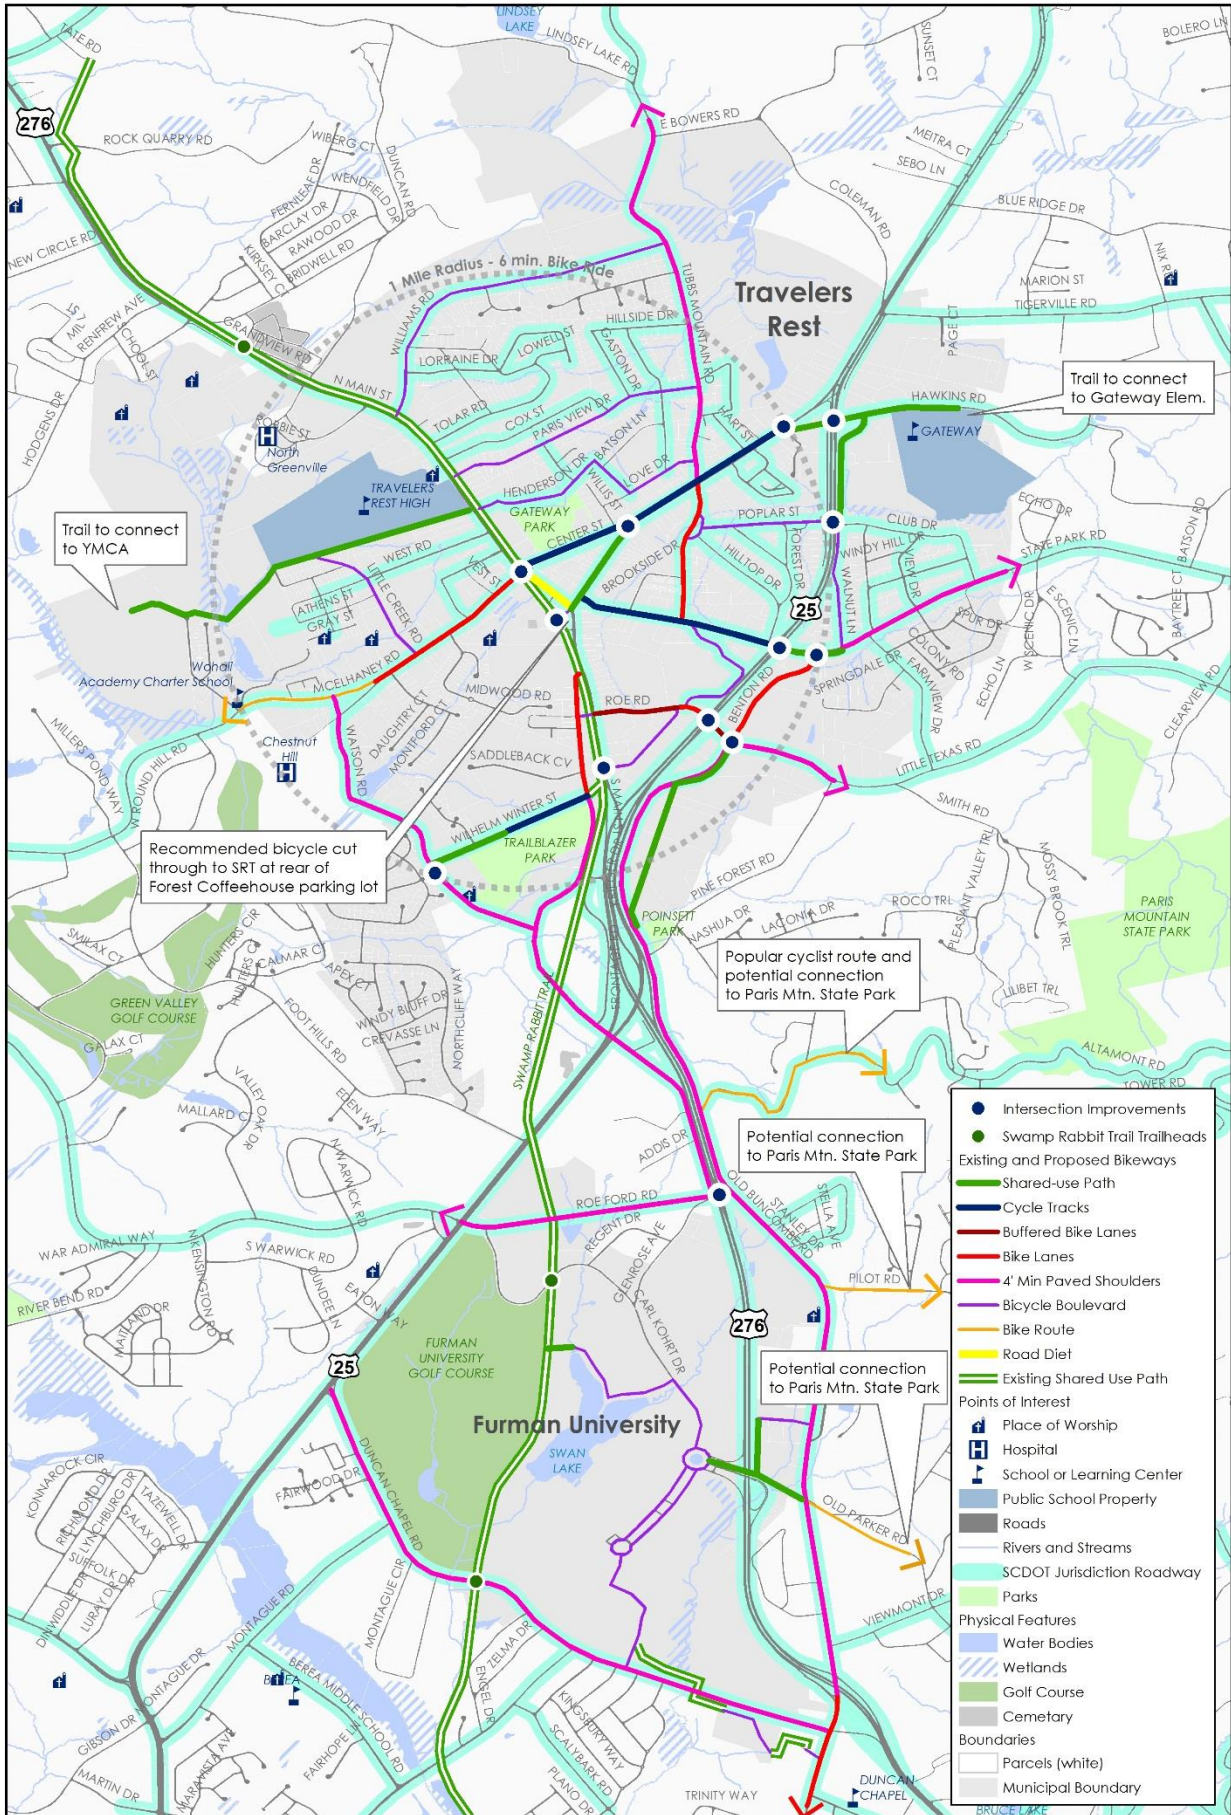 LINDSEY
LAKE
TATE RD
LINDSEY LAKE RD
SUNSET CT
BOLERO LN
276
ROCK QUARRY RD
WIBERG CT
DUNCAN RD
E BOWERS RD
MEITRA CT
SEBO LN
FERNLEAF DR
WENDFIELD DR
BARCLAY DR
RAWOOD DR
BRIDWELL RD
KIRKSEY CT
COLEMAN RD
BLUE RIDGE DR
NIX RD
NEW CIRCLE RD
1 Mile Radius - 6 min. Bike Ride
MARION ST
TIGERVILLE RD
RENFREW AVE
SCHOOL ST
GRANDVIEW RD
WILLIAMS RD
TUBBS MOUNTAIN RD
Travelers
Rest
HILLSIDE DR
LOWELL ST
LORRAINE DR
GASTON DR
PAGE CT
N MAIN ST
Trail to connect
to Gateway Elem.
HODGENS DR
ROBBIE ST
North
Greenville
TOLAR RD
COX ST
PARIS VIEW DR
BATSON LN
HART ST
HAWKINS RD
GATEWAY
TRAVELERS
REST HIGH
HENDERSON DR
LOVE DR
WILLIS ST
GATEWAY
PARK
CENTER ST
POPLAR ST
CLUB DR
ECHO DR
BATSON RD
STATE PARK RD
Trail to connect
to YMCA
WEST RD
VEST ST
BROOKSIDE DR
HILLTOP DR
FOREST DR
WINDY HILL DR
VIEW DR
WALNUT LN
LITTLE CREEK RD
ATHENS ST
GRAY ST
25
SPUR DR
COLONY RD
W SCENIC DR
E SCENIC LN
BAYTREE CT
ECHO LN
Wohali
Academy Charter School
MCELHANEY RD
MIDWOOD RD
ROE RD
BENTON RD
SPRINGDALE DR
FARMVIEW DR
CLEARVIEW RD
MILLERS POND WAY
W ROUND HILL RD
Chestnut
Hill
WATSON RD
DAUGHTRY CT
MONTFORD CT
SADDLEBACK CV
LITTLE TEXAS RD
SMITH RD
WILHELM WINTER ST
TRAILBLAZER
PARK
Recommended bicycle cut
through to SRT at rear of
Forest Coffeehouse parking lot
PINE FOREST RD
PLEASANT VALLEY TRL
MOSSY BROOK TRL
ROCO TRL
LACONIA DR
NASHUA DR
POINSETT
PARK
PARIS
MOUNTAIN
STATE PARK
SMILAX CT
HUNTERS CIR
HUNTERS CT
CALMAR CT
APEX CT
GREEN VALLEY
GOLF COURSE
GALAX CT
FOOT HILLS RD
WINDY BLUFF DR
CREVASSE LN
NORTHCLIFF WAY
SWAMP RABBIT TRAIL
Popular cyclist route and
potential connection
to Paris Mtn. State Park
LILIBET TRL
ALTAMONT RD
TOWER RD
VALLEY OAK DR
MALLARD CT
EDEN WAY
ADDIS DR
Potential connection
to Paris Mtn. State Park
N WARWICK RD
ROE FORD RD
REGENT DR
GLENROSE AVE
OLD BUNCOMBE RD
STANLEY DR
STELLA AVE
WAR ADMIRAL WAY
N KENSINGTON RD
S WARWICK RD
DUNDEE LN
EATON WAY
RIVER BEND RD
MAITLAND DR
CARL KOHRT DR
PILOT RD
276
25
FURMAN
UNIVERSITY
GOLF COURSE
Potential connection
to Paris Mtn. State Park
Furman University
SWAN
LAKE
KONNAROCK CIR
RICHMOND DR
LYNCHBURG DR
TAZEWELL DR
GALAX DR
SUFFOLK DR
LURAY DR
DINWIDDIE DR
FAIRWOOD DR
DUNCAN CHAPEL RD
OLD PARKER RD
MONTAGUE CIR
MONTAGUE RD
VIEWMONT DR
ZELMA DR
ENGEL DR
KINGSBURY WAY
SCALYBARK RD
PLANO DR
BEREA
BEREA MIDDLE SCHOOL RD
GIBSON DR
MARTIN DR
MARAVISTA AVE
FAIRHOPE LN
TRINITY WAY
DUNCAN
CHAPEL
BRUCE LAKE
Intersection Improvements
Swamp Rabbit Trail Trailheads
Existing and Proposed Bikeways
Shared-use Path
Cycle Tracks
Buffered Bike Lanes
Bike Lanes
4' Min Paved Shoulders
Bicycle Boulevard
Bike Route
Road Diet
Existing Shared Use Path
Points of Interest
Place of Worship
Hospital
School or Learning Center
Public School Property
Roads
Rivers and Streams
SCDOT Jurisdiction Roadway
Parks
Physical Features
Water Bodies
Wetlands
Golf Course
Cemetary
Boundaries
Parcels (white)
Municipal Boundary